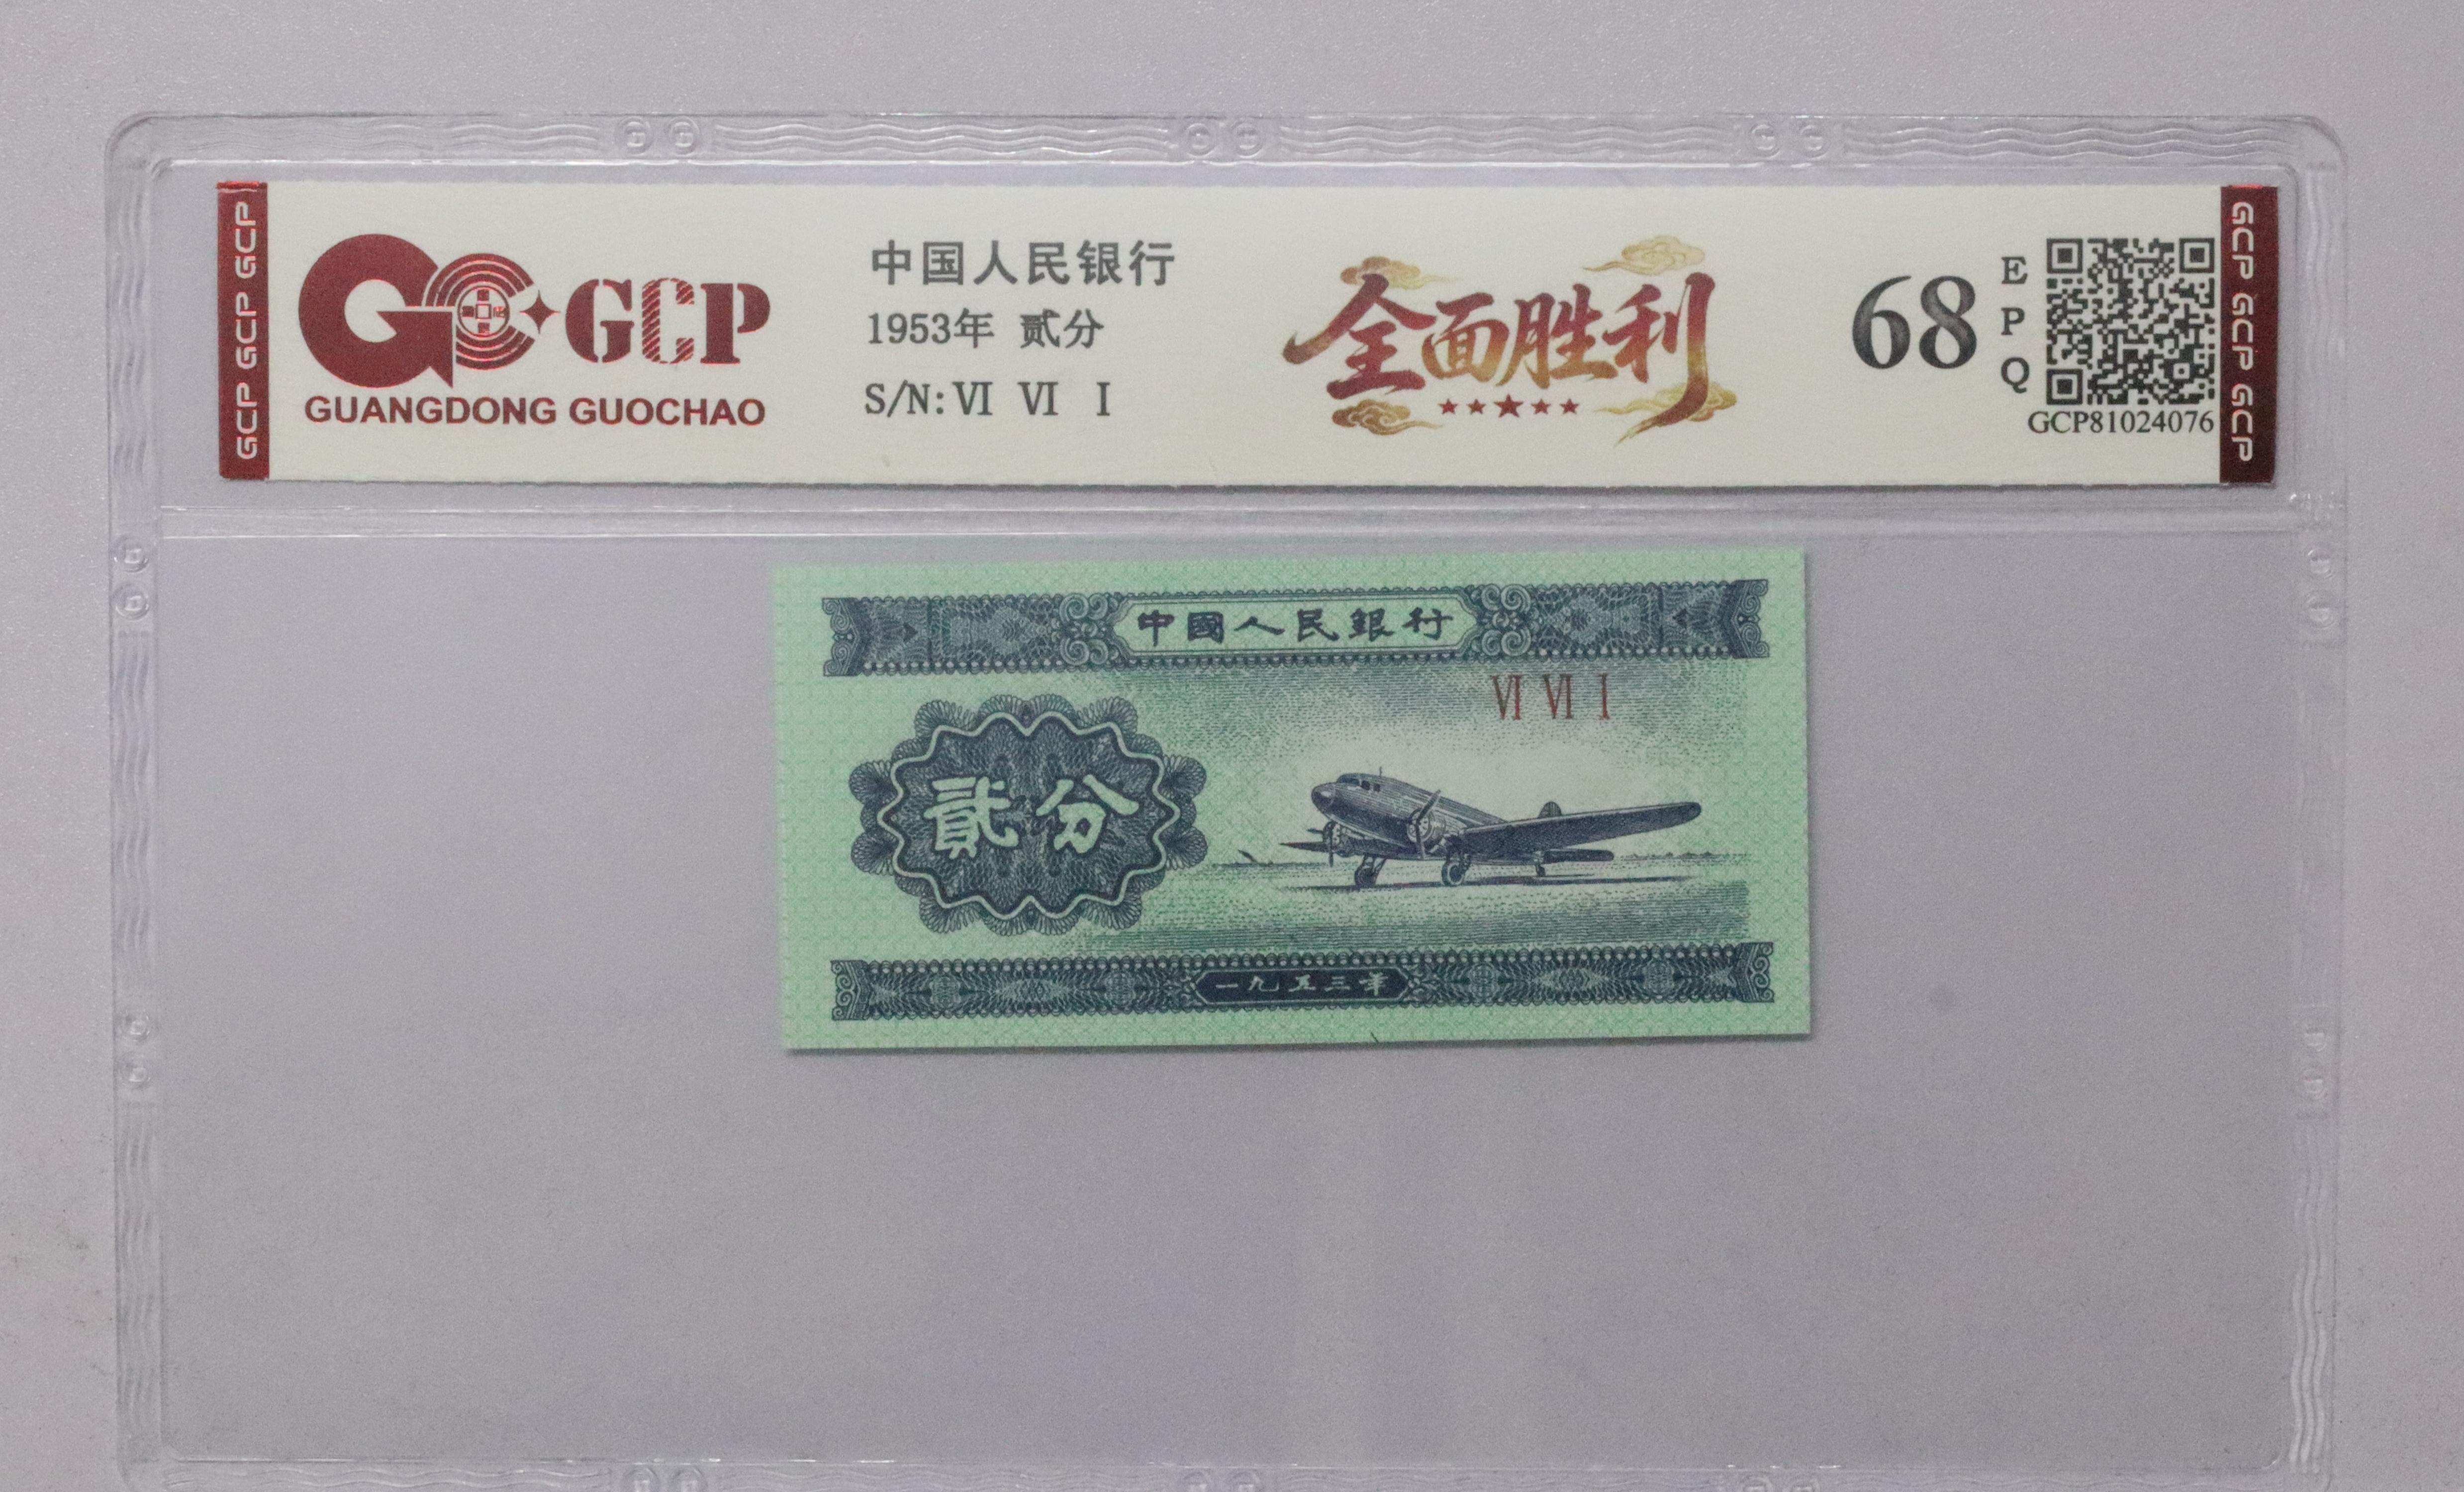 GCP GCP GCP
GCP
GUANGDONG GUOCHAO
中国人民银行
1953年 贰分
S/N: VI VI I
全面胜利
★★★★★
68
E
P
Q
GCP81024076
GCP GCP GCP
中國人民銀行
VI VI I
貳分
一九五三年